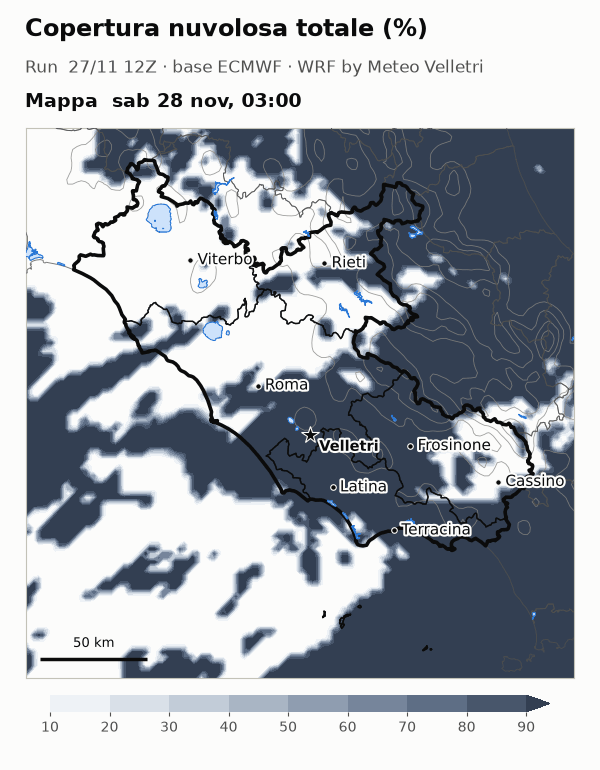 Copertura nuvolosa totale (%)
Run  27/11 12Z · base ECMWF · WRF by Meteo Velletri
Mappa  sab 28 nov, 03:00
Viterbo
Rieti
Roma
Velletri
Frosinone
Cassino
Latina
Terracina
50 km
10 20 30 40 50 60 70 80 90